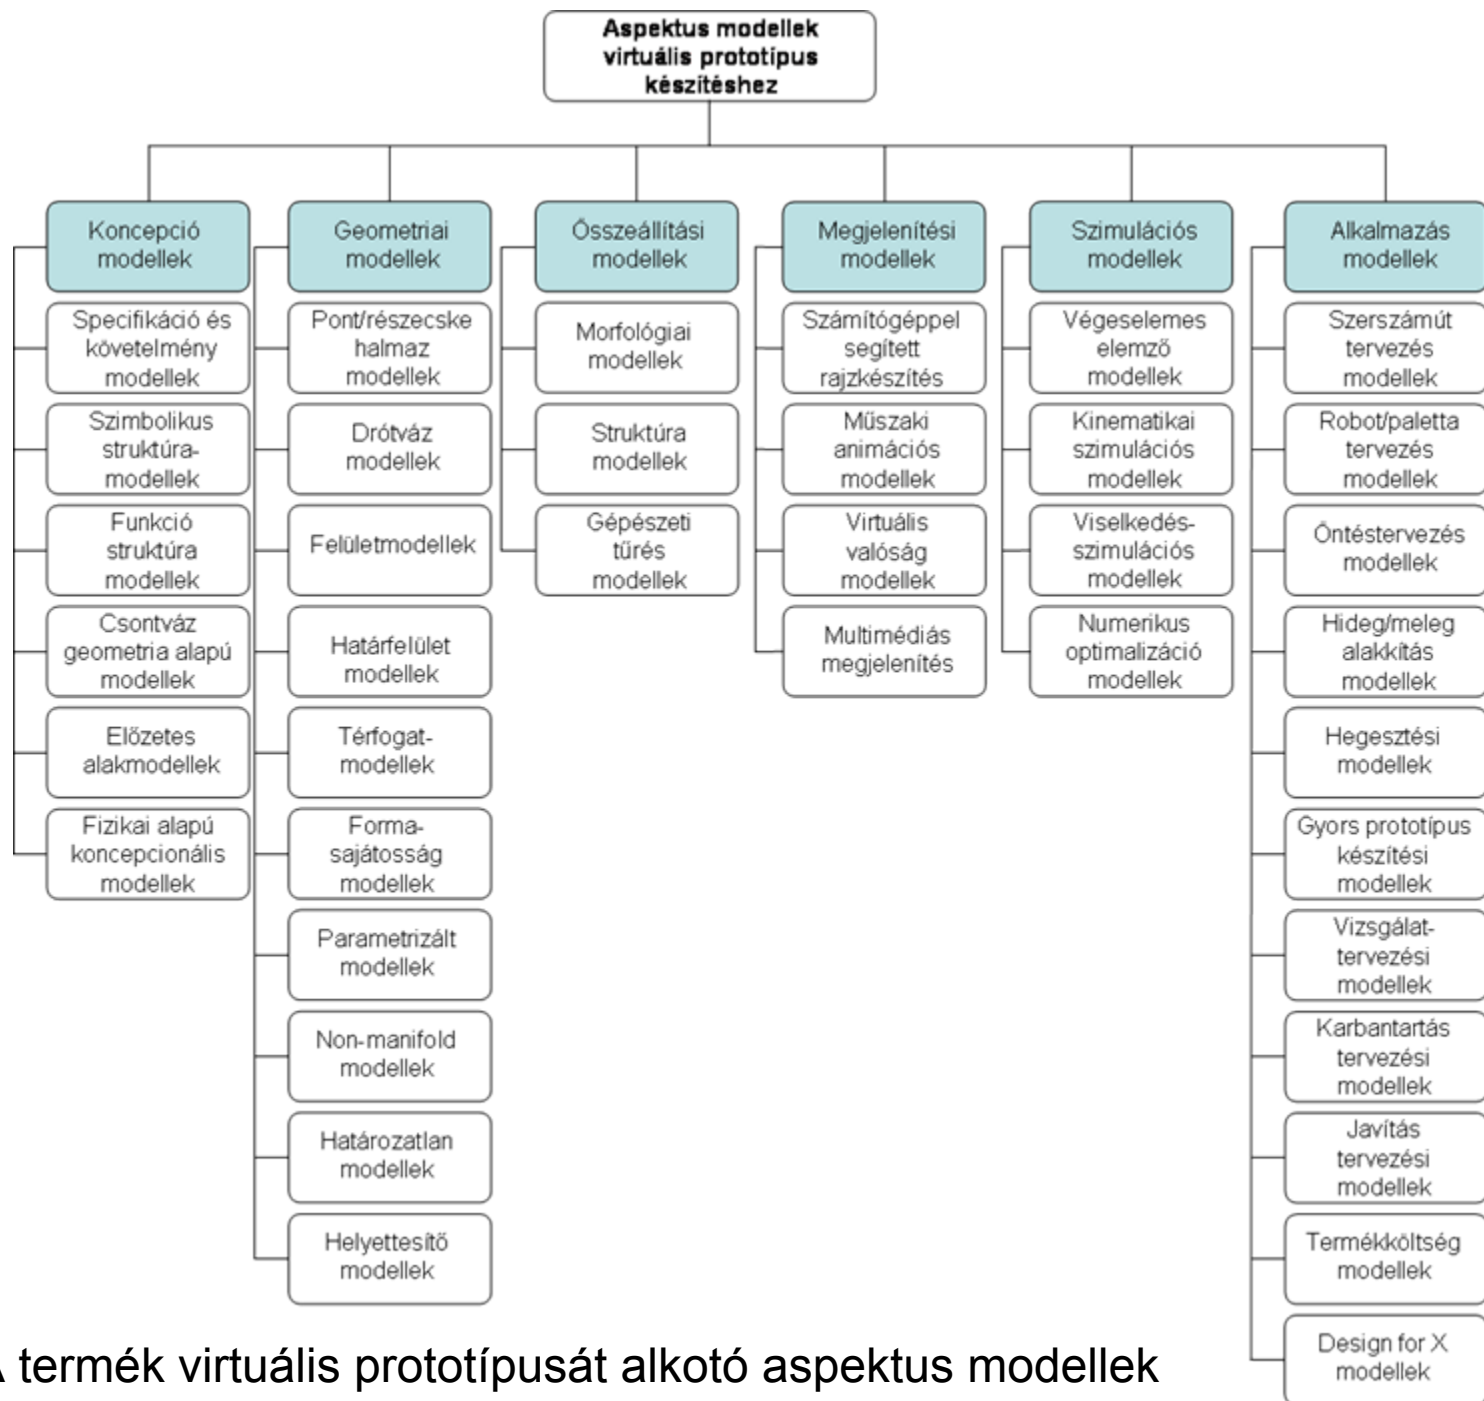 Aspektus modellek
virtuális prototípus
készítéshez
Koncepció
modellek
Specifikáció és
követelmény
modellek
Szimbolikus
struktúra-
modellek
Funkció
struktúra
modellek
Csontváz
geometria alapú
modellek
Előzetes
alakmodellek
Fizikai alapú
koncepcionális
modellek
Geometriai
modellek
Pont/részecske
halmaz
modellek
Drótváz
modellek
Felületmodellek
Határfelület
modellek
Térfogat-
modellek
Forma-
sajátosság
modellek
Parametrizált
modellek
Non-manifold
modellek
Határozatlan
modellek
Helyettesítő
modellek
Összeállítási
modellek
Morfológiai
modellek
Struktúra
modellek
Gépészeti
tűrés
modellek
Megjelenítési
modellek
Számítógéppel
segített
rajzkészítés
Műszaki
animációs
modellek
Virtuális
valóság
modellek
Multimédiás
megjelenítés
Szimulációs
modellek
Végeselemes
elemző
modellek
Kinematikai
szimulációs
modellek
Viselkedés-
szimulációs
modellek
Numerikus
optimalizáció
modellek
Alkalmazás
modellek
Szerszámút
tervezés
modellek
Robot/paletta
tervezés
modellek
Öntéstervezés
modellek
Hideg/meleg
alakkítás
modellek
Hegesztési
modellek
Gyors prototípus
készítési
modellek
Vizsgálat-
tervezési
modellek
Karbantartás
tervezési
modellek
Javítás
tervezési
modellek
Termékköltség
modellek
Design for X
modellek
A termék virtuális prototípusát alkotó aspektus modellek